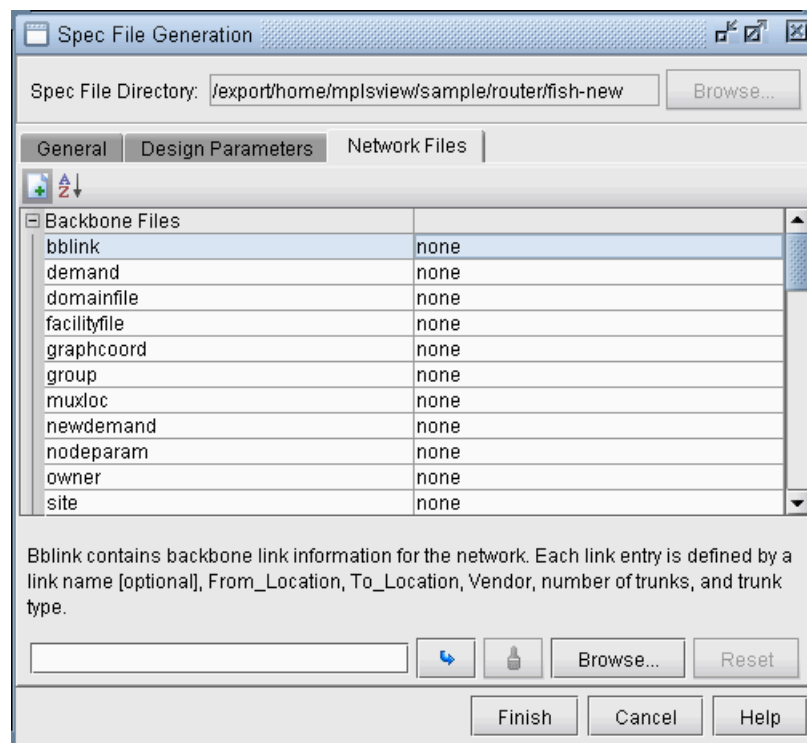 Spec File Generation
Spec File Directory: /export/home/mplsview/sample/router/fish-new Browse...
General Design Parameters Network Files
A
Z
Backbone Files
bblink none
demand none
domainfile none
facilityfile none
graphcoord none
group none
muxloc none
newdemand none
nodeparam none
owner none
site none
Bblink contains backbone link information for the network. Each link entry is defined by a
link name [optional], From_Location, To_Location, Vendor, number of trunks, and trunk
type.
Browse... Reset
Finish Cancel Help